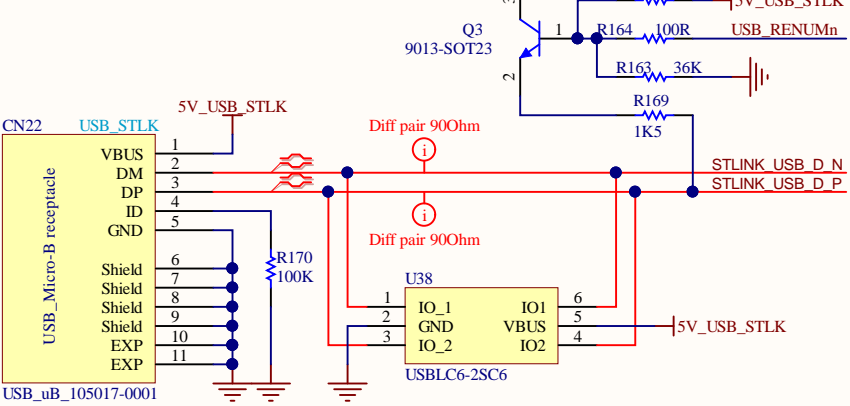 3
5V_USB_STLK
Q3
9013-SOT23
1
R164
100R
USB_RENUMn
R163
36K
2
R169
1K5
CN22
USB_STLK
5V_USB_STLK
Diff pair 90Ohm
i
VBUS 1
DM 2
DP 3
ID 4
GND 5
STLINK_USB_D_N
STLINK_USB_D_P
i
Diff pair 90Ohm
USB_Micro-B receptacle
Shield 6
Shield 7
Shield 8
Shield 9
EXP 10
EXP 11
R170
100K
U38
1 IO_1 IO1 6
2 GND VBUS 5
3 IO_2 IO2 4
5V_USB_STLK
USBLC6-2SC6
USB_uB_105017-0001